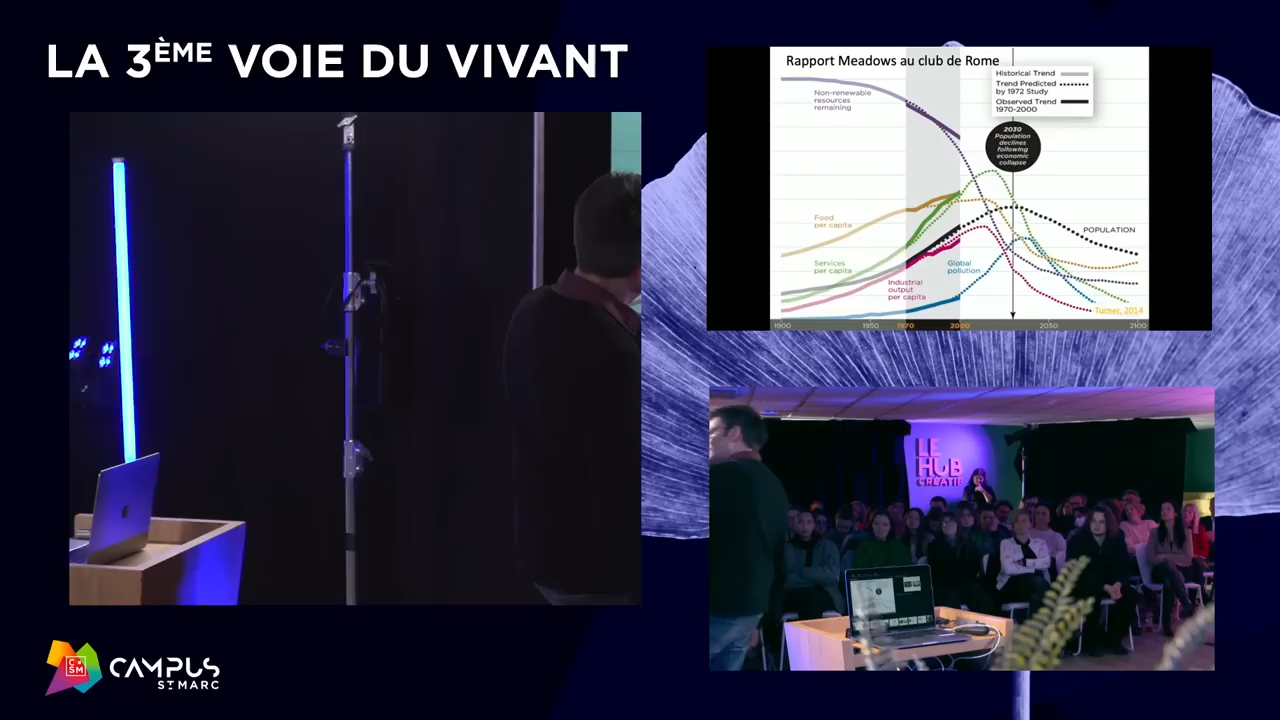 LA 3ÈME VOIE DU VIVANT
Rapport Meadows au club de Rome
Historical Trend
Trend Predicted
by 1972 Study
Observed Trend
1970-2000
Non-renewable
resources
remaining
2030
Population
declines
following
economic
collapse
Food
per capita
POPULATION
Services
per capita
Global
pollution
Industrial
output
per capita
Turner, 2014
1900
1950
1970
2000
2050
2100
LE
HUB
CRÉATIF
C
SM
CAMPUS
ST MARC